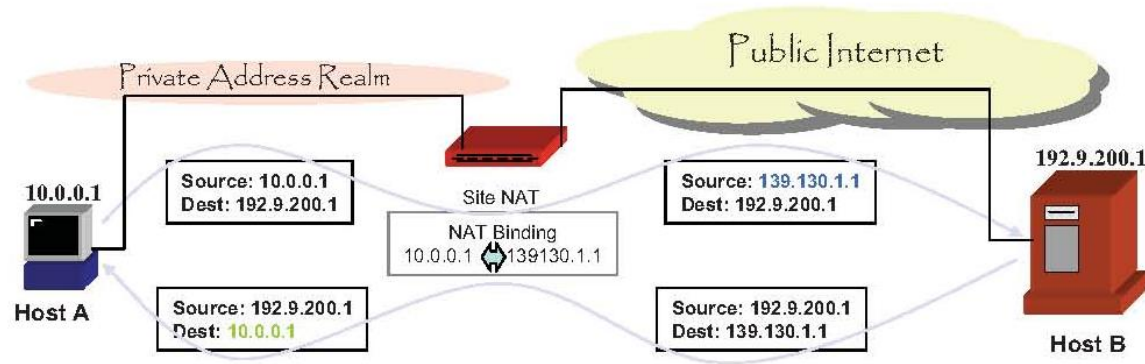 Private Address Realm
Public Internet
10.0.0.1
Source: 10.0.0.1
Dest: 192.9.200.1
Site NAT
Source: 139.130.1.1
Dest: 192.9.200.1
192.9.200.1
NAT Binding
10.0.0.1 139130.1.1
Host A
Source: 192.9.200.1
Dest: 10.0.0.1
Source: 192.9.200.1
Dest: 139.130.1.1
Host B